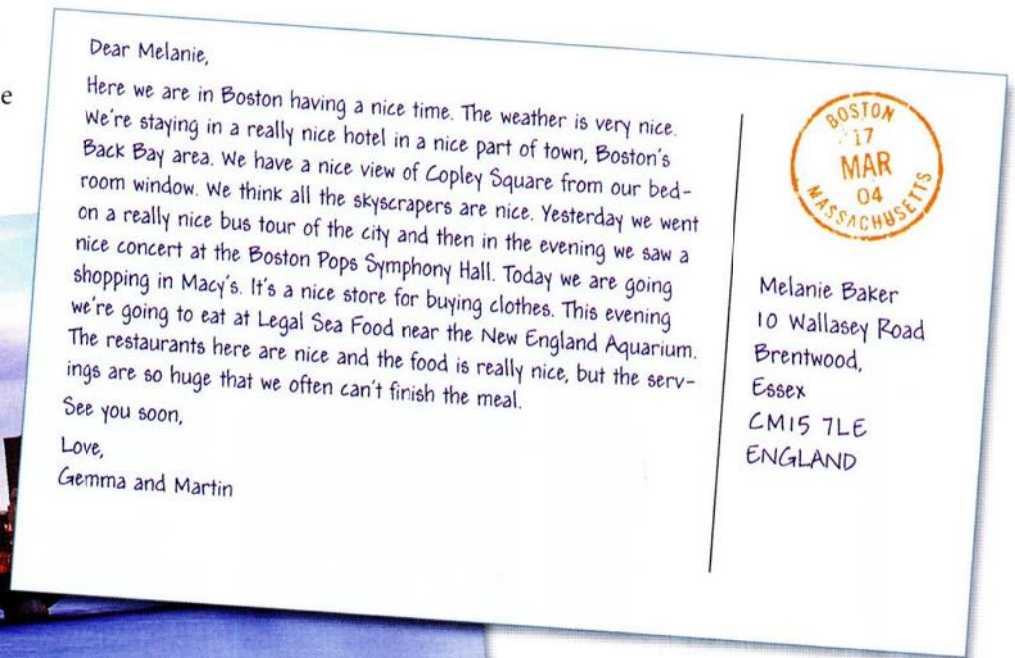 e
Dear Melanie,
Here we are in Boston having a nice time. The weather is very nice.
We're staying in a really nice hotel in a nice part of town, Boston's
Back Bay area. We have a nice view of Copley Square from our bed-
room window. We think all the skyscrapers are nice. Yesterday we went
on a really nice bus tour of the city and then in the evening we saw a
nice concert at the Boston Pops Symphony Hall. Today we are going
shopping in Macy's. It's a nice store for buying clothes. This evening
we're going to eat at Legal Sea Food near the New England Aquarium.
The restaurants here are nice and the food is really nice, but the serv-
ings are so huge that we often can't finish the meal.
See you soon,
Love,
Gemma and Martin
BOSTON
17
MAR
04
MASSACHUSETTS
Melanie Baker
10 Wallasey Road
Brentwood,
Essex
CM15 7LE
ENGLAND